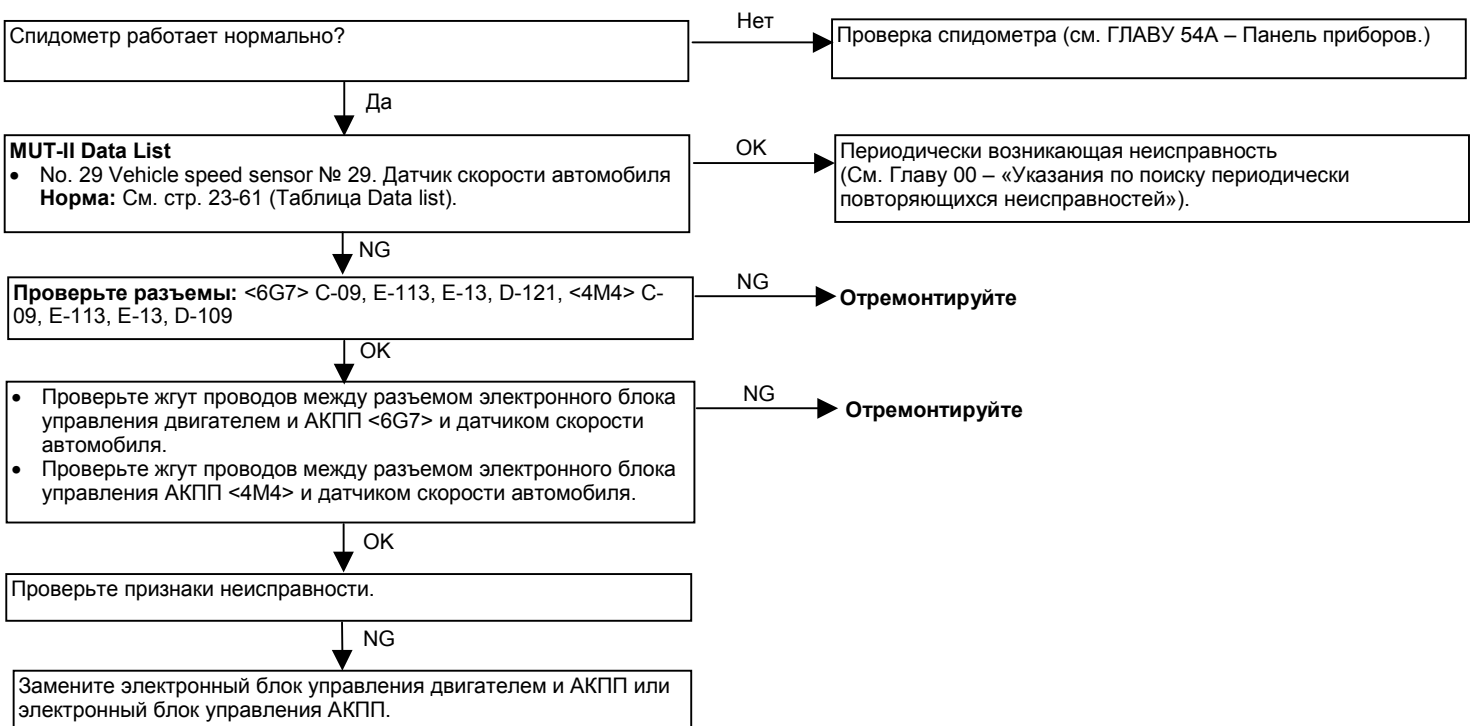 Спидометр работает нормально?
Нет
Проверка спидометра (см. ГЛАВУ 54А – Панель приборов.)
Да
MUT-II Data List
• No. 29 Vehicle speed sensor № 29. Датчик скорости автомобиля
Норма: См. стр. 23-61 (Таблица Data list).
OK
Периодически возникающая неисправность
(См. Главу 00 – «Указания по поиску периодически
повторяющихся неисправностей»).
NG
Проверьте разъемы: <6G7> C-09, E-113, E-13, D-121, <4M4> C-
09, E-113, E-13, D-109
NG
Отремонтируйте
OK
• Проверьте жгут проводов между разъемом электронного блока
управления двигателем и АКПП <6G7> и датчиком скорости
автомобиля.
• Проверьте жгут проводов между разъемом электронного блока
управления АКПП <4M4> и датчиком скорости автомобиля.
NG
Отремонтируйте
OK
Проверьте признаки неисправности.
NG
Замените электронный блок управления двигателем и АКПП или
электронный блок управления АКПП.